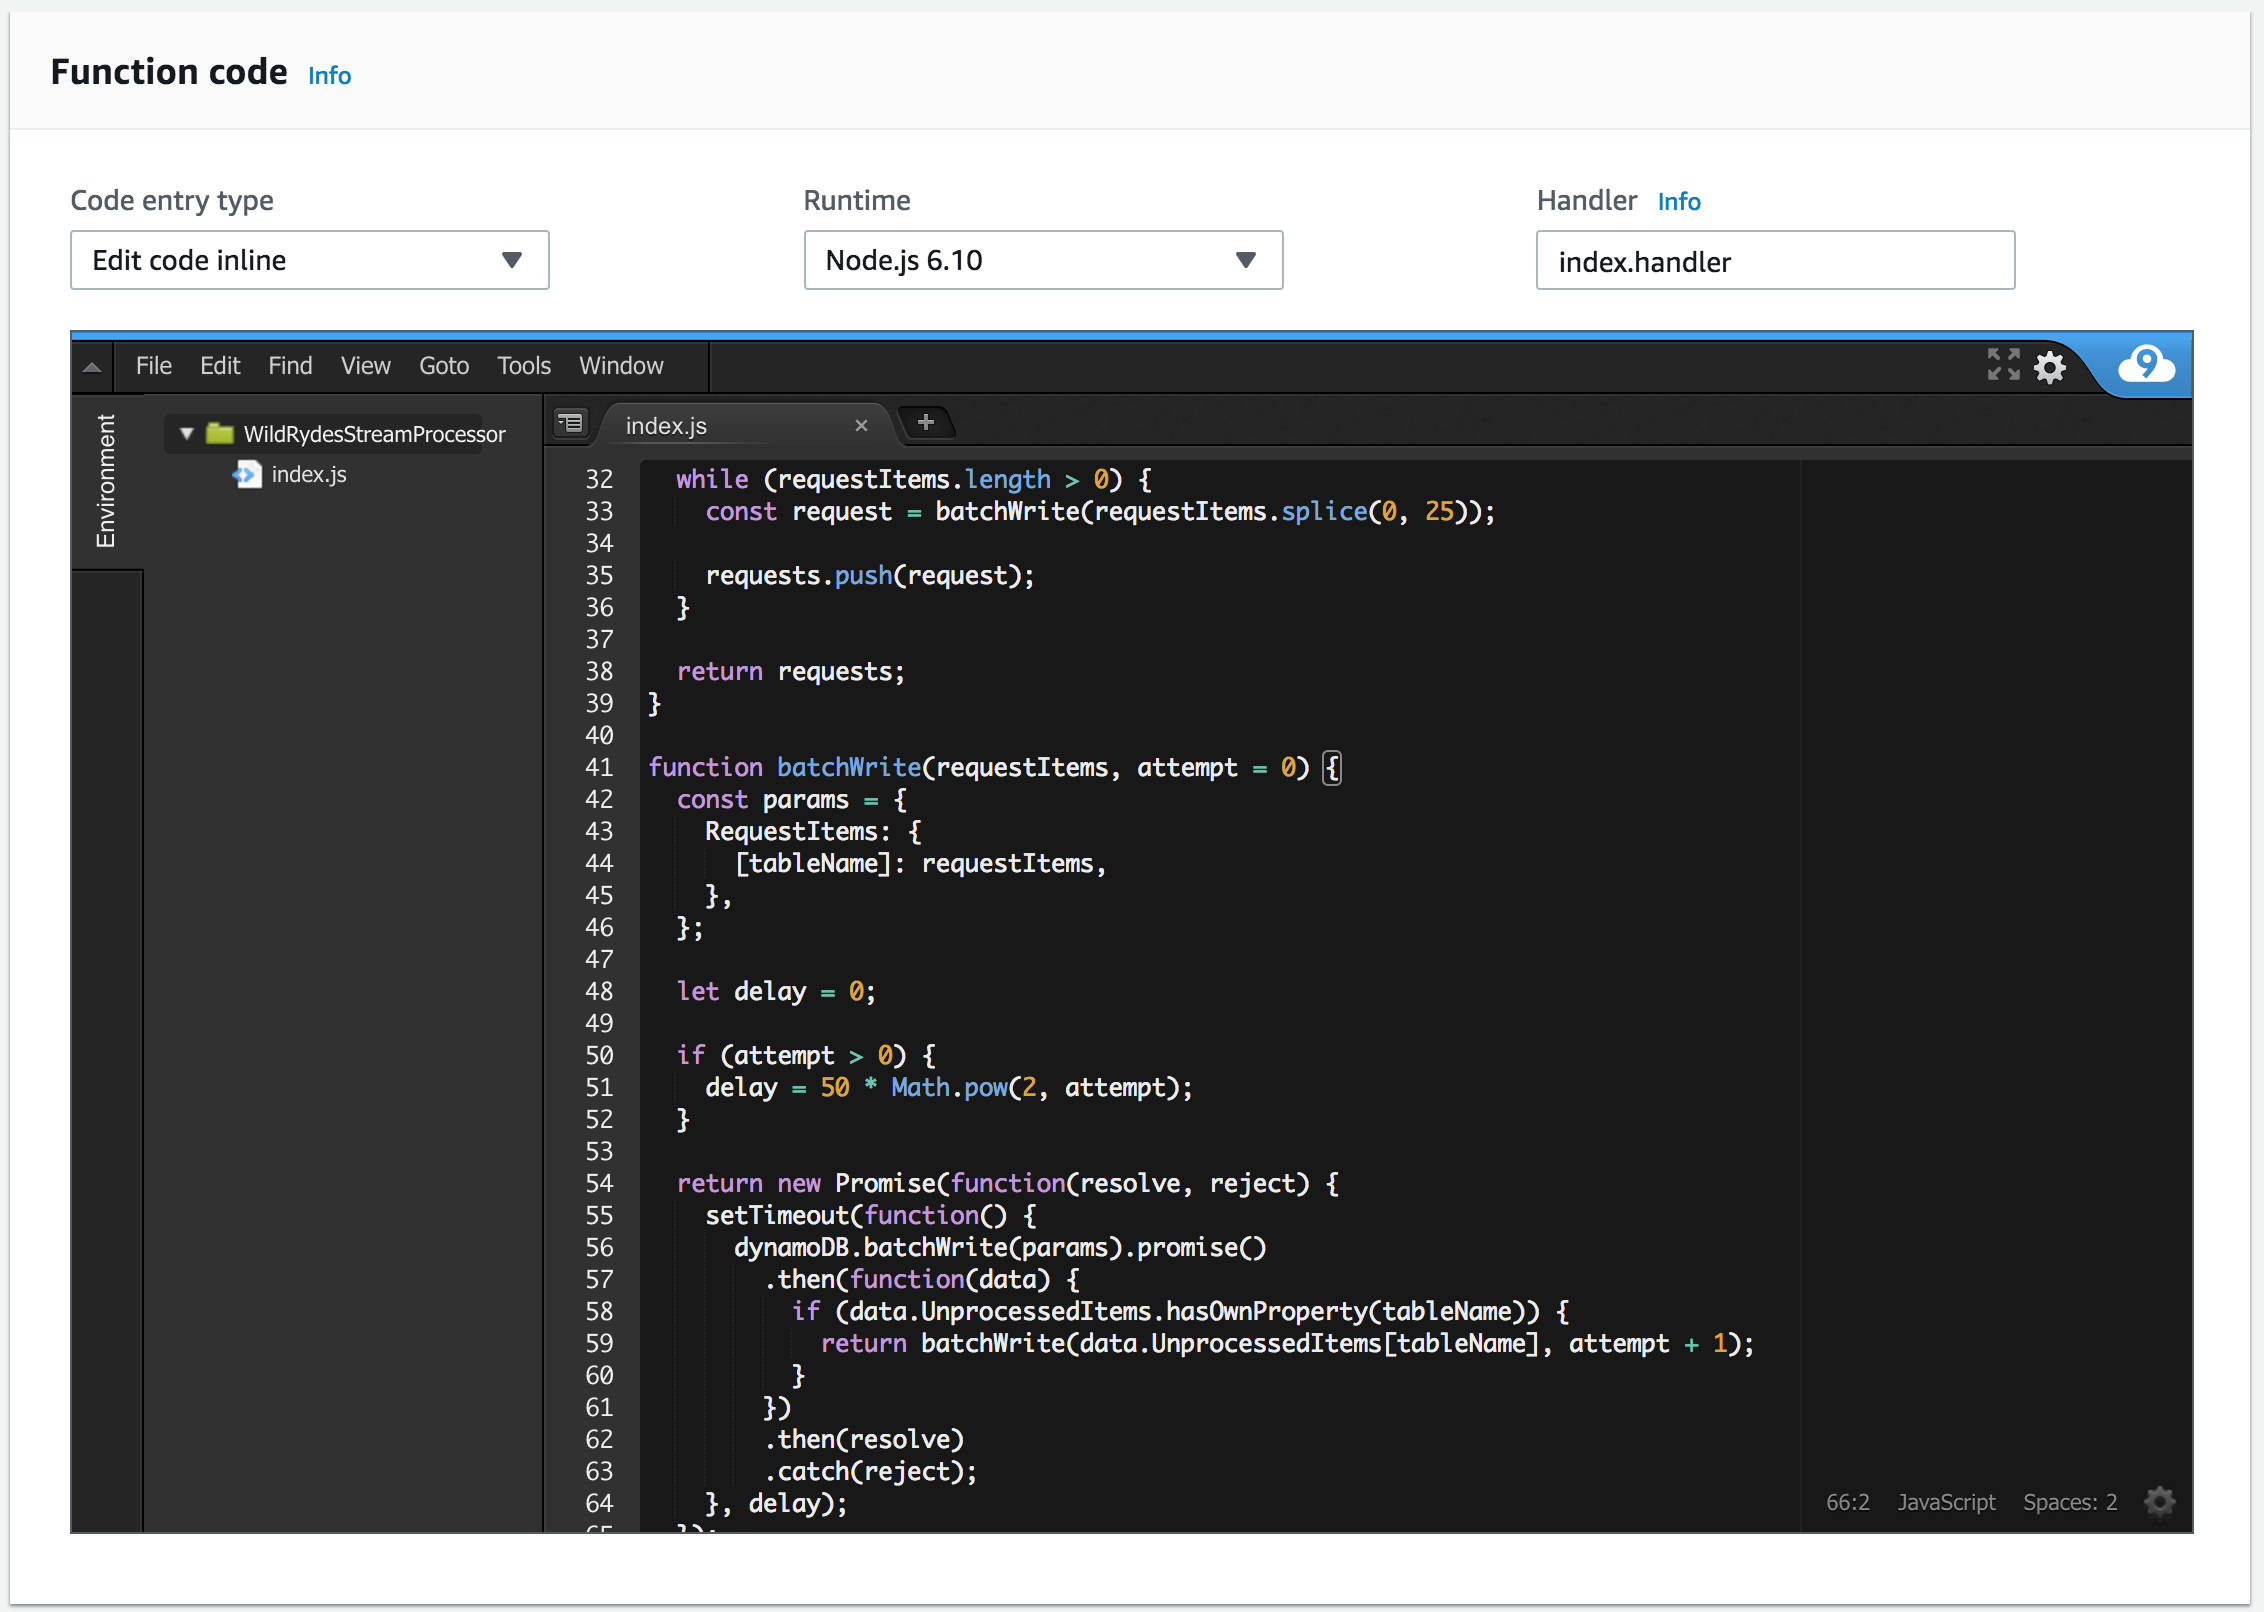 Function code Info
Code entry type
Edit code inline
Runtime
Node.js 6.10
Handler Info
index.handler
File Edit Find View Goto Tools Window
9
Environment
WildRydesStreamProcessor
index.js
index.js
32   while (requestItems.length > 0) {
33     const request = batchWrite(requestItems.splice(0, 25));
34
35     requests.push(request);
36   }
37
38   return requests;
39 }
40
41 function batchWrite(requestItems, attempt = 0) {
42   const params = {
43     RequestItems: {
44       [tableName]: requestItems,
45     },
46   };
47
48   let delay = 0;
49
50   if (attempt > 0) {
51     delay = 50 * Math.pow(2, attempt);
52   }
53
54   return new Promise(function(resolve, reject) {
55     setTimeout(function() {
56       dynamoDB.batchWrite(params).promise()
57         .then(function(data) {
58           if (data.UnprocessedItems.hasOwnProperty(tableName)) {
59             return batchWrite(data.UnprocessedItems[tableName], attempt + 1);
60           }
61         })
62         .then(resolve)
63         .catch(reject);
64     }, delay);
65   });
66:2 JavaScript Spaces: 2